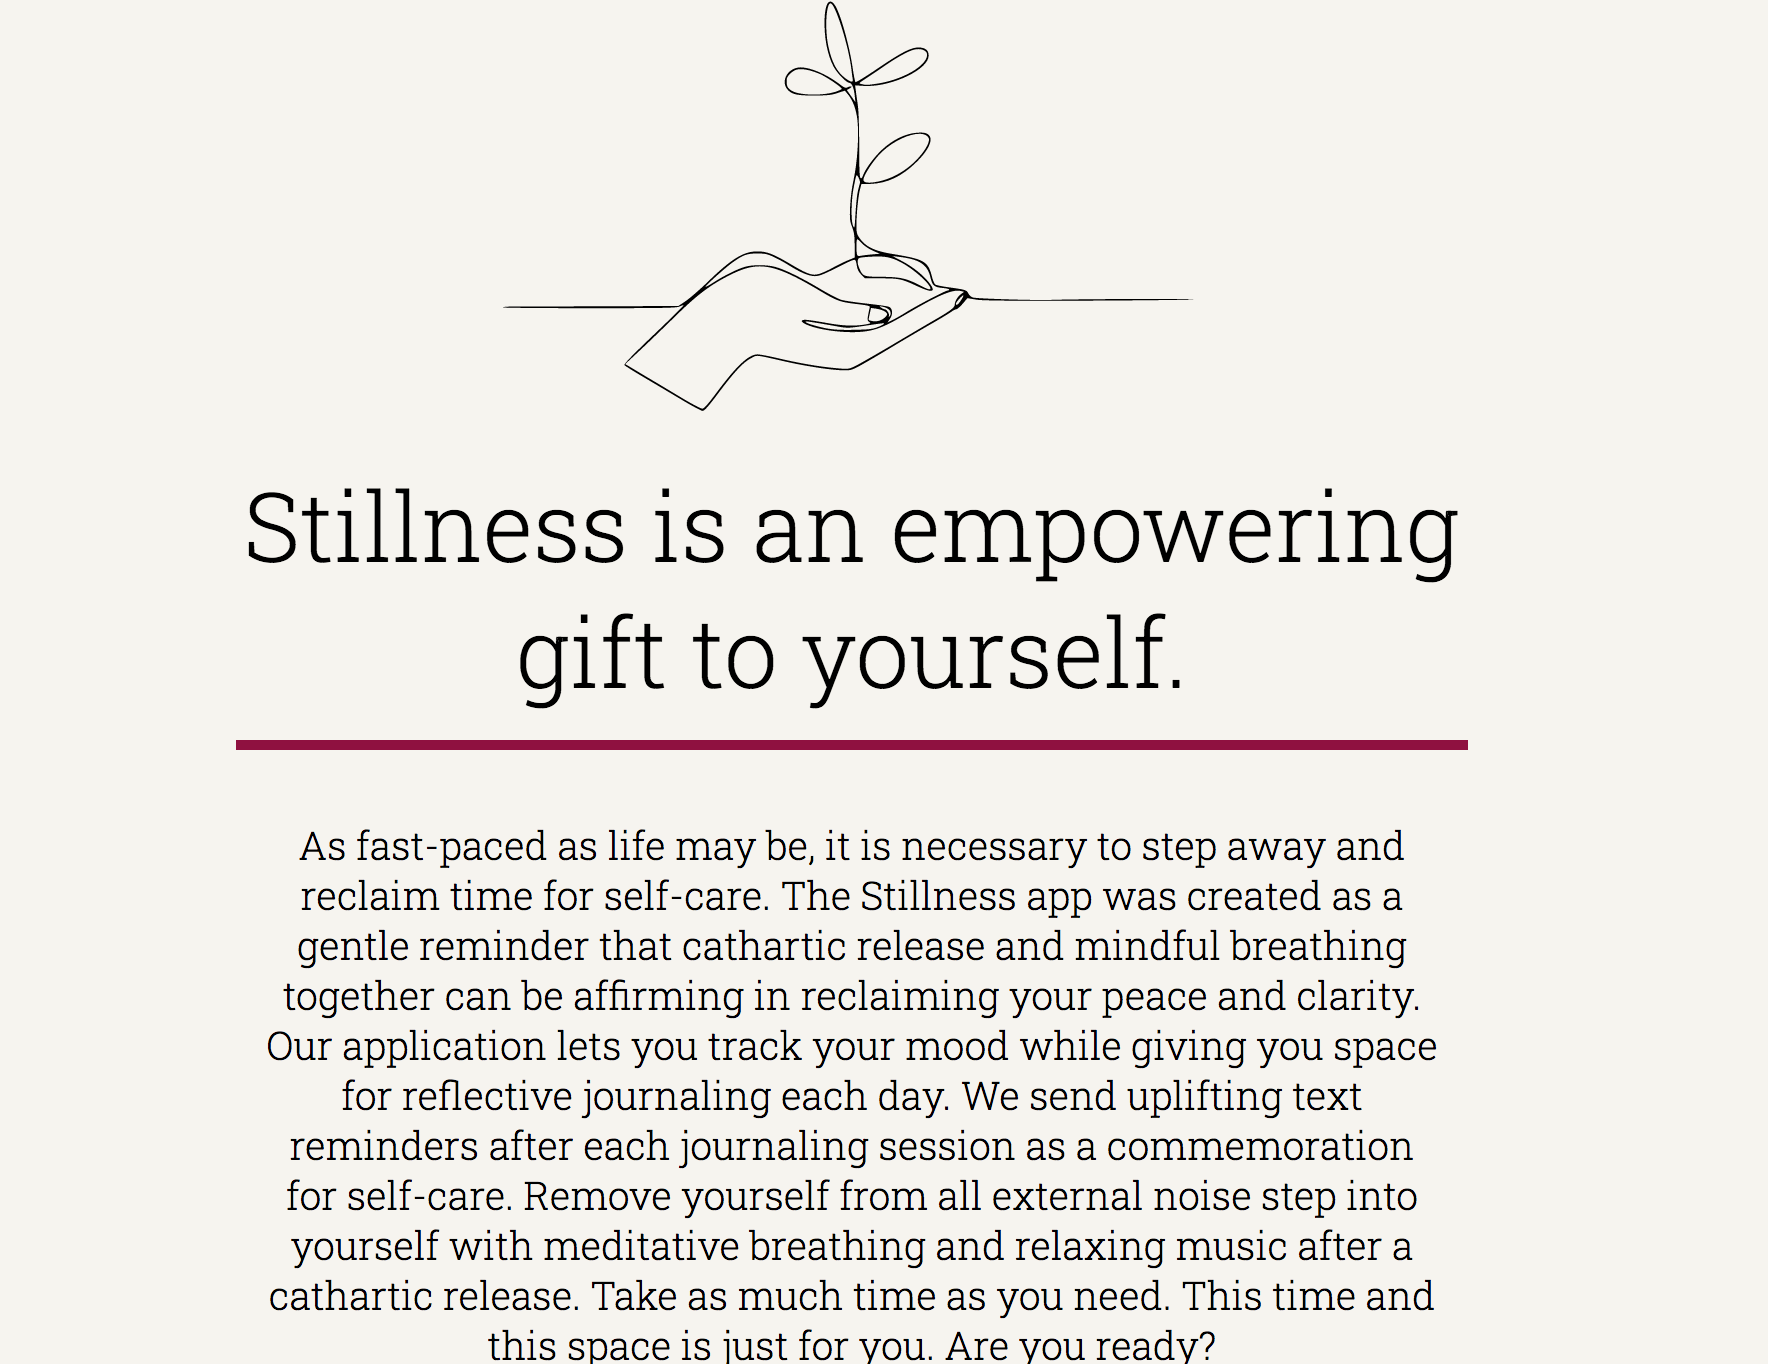 Stillness is an empowering
gift to yourself.
As fast-paced as life may be, it is necessary to step away and
reclaim time for self-care. The Stillness app was created as a
gentle reminder that cathartic release and mindful breathing
together can be affirming in reclaiming your peace and clarity.
Our application lets you track your mood while giving you space
for reflective journaling each day. We send uplifting text
reminders after each journaling session as a commemoration
for self-care. Remove yourself from all external noise step into
yourself with meditative breathing and relaxing music after a
cathartic release. Take as much time as you need. This time and
this space is just for you. Are you ready?